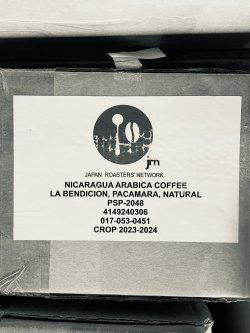 jrn
JAPAN ROASTERS' NETWORK.
NICARAGUA ARABICA COFFEE
LA BENDICION, PACAMARA, NATURAL
PSP-2048
4149240306
017-053-0451
CROP 2023-2024